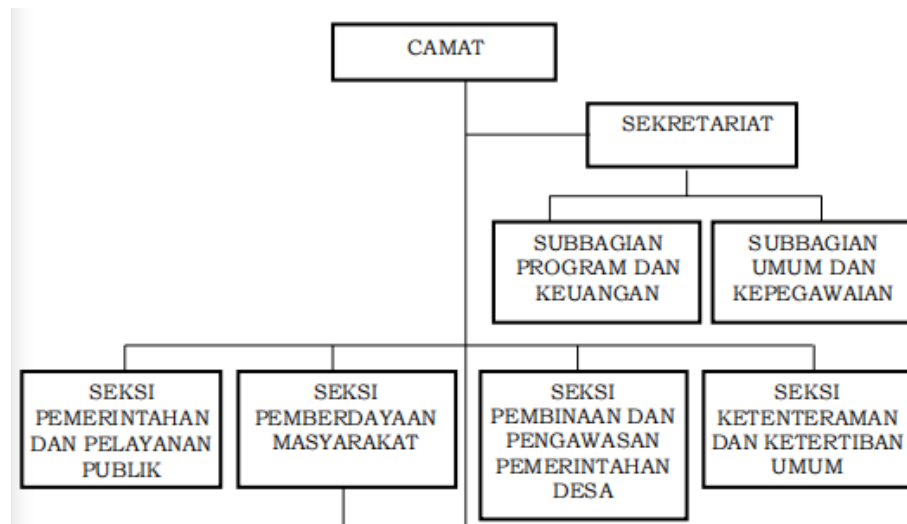 CAMAT
SEKRETARIAT
SUBBAGIAN
PROGRAM DAN
KEUANGAN
SUBBAGIAN
UMUM DAN
KEPEGAWAIAN
SEKSI
PEMERINTAHAN
DAN PELAYANAN
PUBLIK
SEKSI
PEMBERDAYAAN
MASYARAKAT
SEKSI
PEMBINAAN DAN
PENGAWASAN
PEMERINTAHAN
DESA
SEKSI
KETENTERAMAN
DAN KETERTIBAN
UMUM